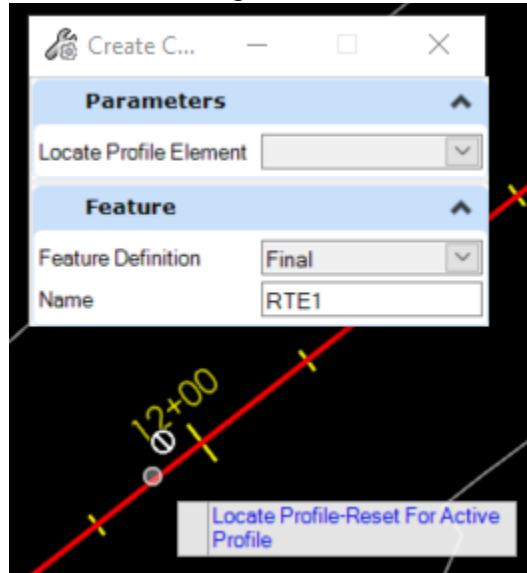 Create C...
Parameters
Locate Profile Element
Feature
Feature Definition Final
Name RTE1
12+00
Locate Profile-Reset For Active
Profile